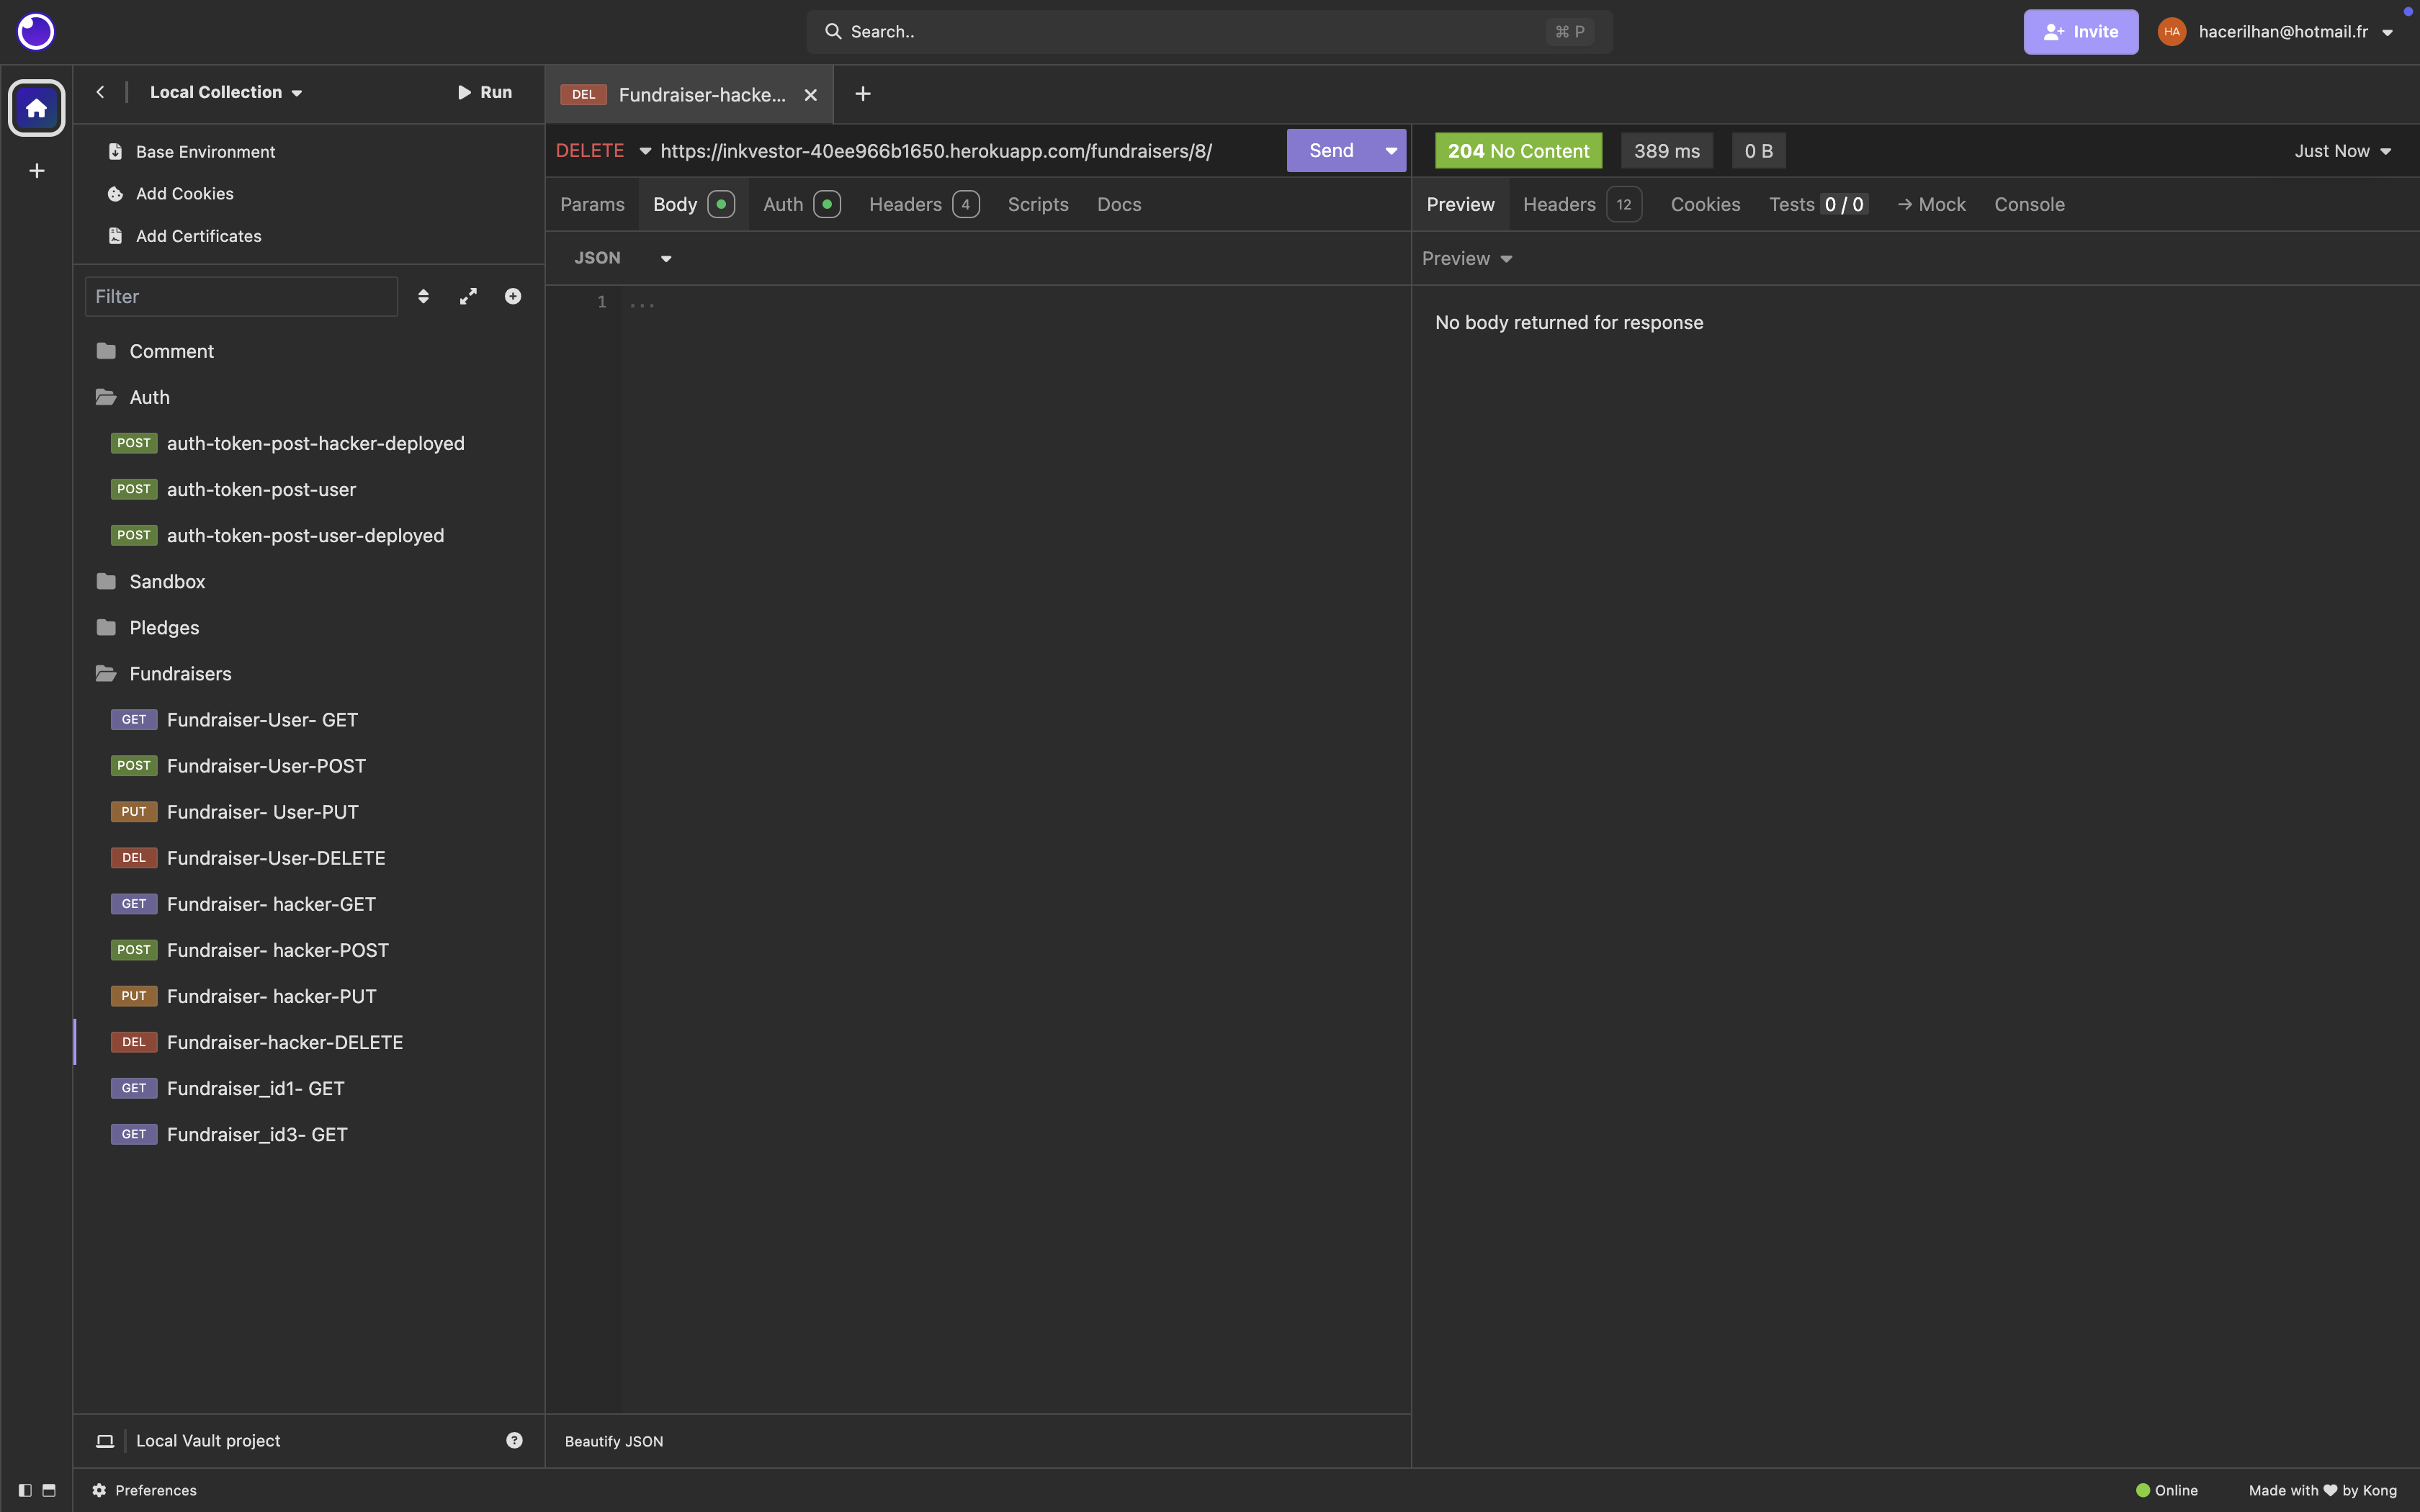 Search..
⌘ P
Invite
HA
hacerilhan@hotmail.fr
Local Collection
Run
DEL Fundraiser-hacke...
Base Environment
Add Cookies
Add Certificates
Filter
Comment
Auth
POST auth-token-post-hacker-deployed
POST auth-token-post-user
POST auth-token-post-user-deployed
Sandbox
Pledges
Fundraisers
GET Fundraiser-User- GET
POST Fundraiser-User-POST
PUT Fundraiser- User-PUT
DEL Fundraiser-User-DELETE
GET Fundraiser- hacker-GET
POST Fundraiser- hacker-POST
PUT Fundraiser- hacker-PUT
DEL Fundraiser-hacker-DELETE
GET Fundraiser_id1- GET
GET Fundraiser_id3- GET
Local Vault project
DELETE https://inkvestor-40ee966b1650.herokuapp.com/fundraisers/8/ Send
Params Body Auth Headers 4 Scripts Docs
JSON
1 ...
Beautify JSON
204 No Content 389 ms 0 B Just Now
Preview Headers 12 Cookies Tests 0 / 0 → Mock Console
Preview
No body returned for response
Preferences
Online
Made with ♥ by Kong